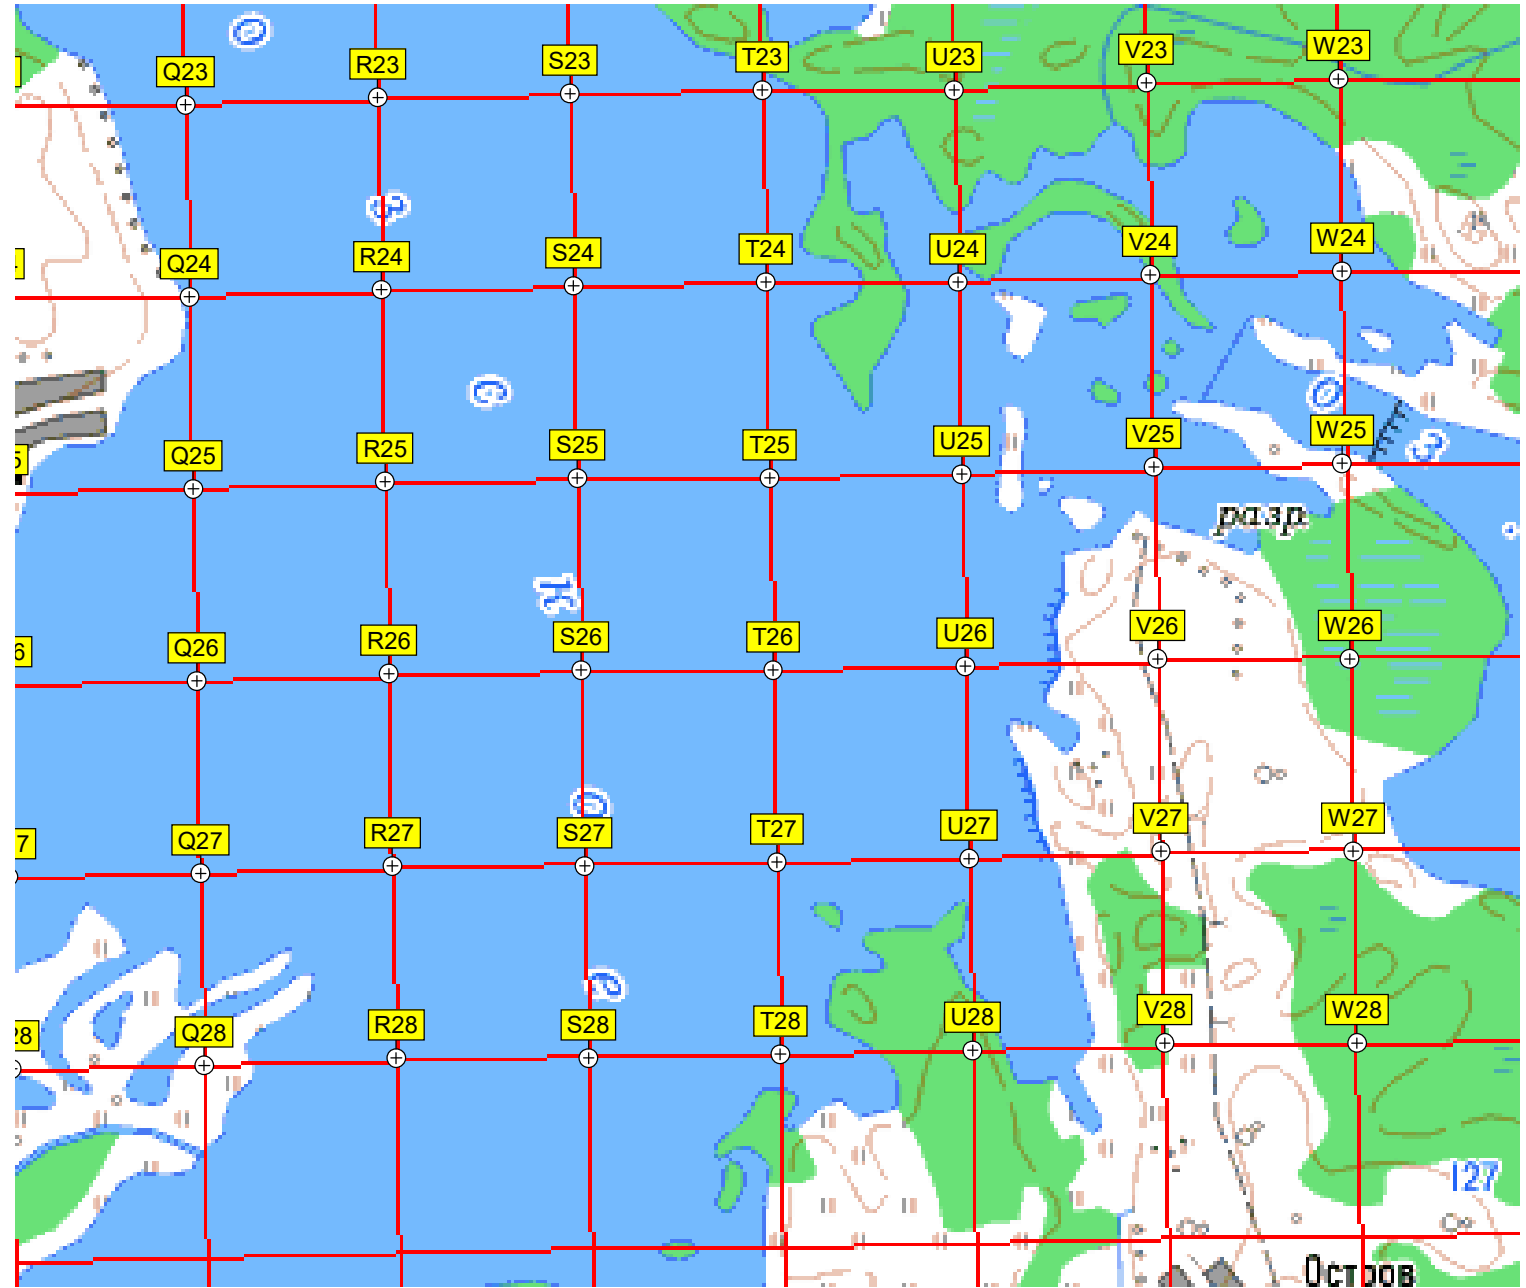 Q23 R23 S23 T23 U23 V23 W23
Q24 R24 S24 T24 U24 V24 W24
Q25 R25 S25 T25 U25 V25 W25
разр
Q26 R26 S26 T26 U26 V26 W26
Q27 R27 S27 T27 U27 V27 W27
Q28 R28 S28 T28 U28 V28 W28
127
Остров